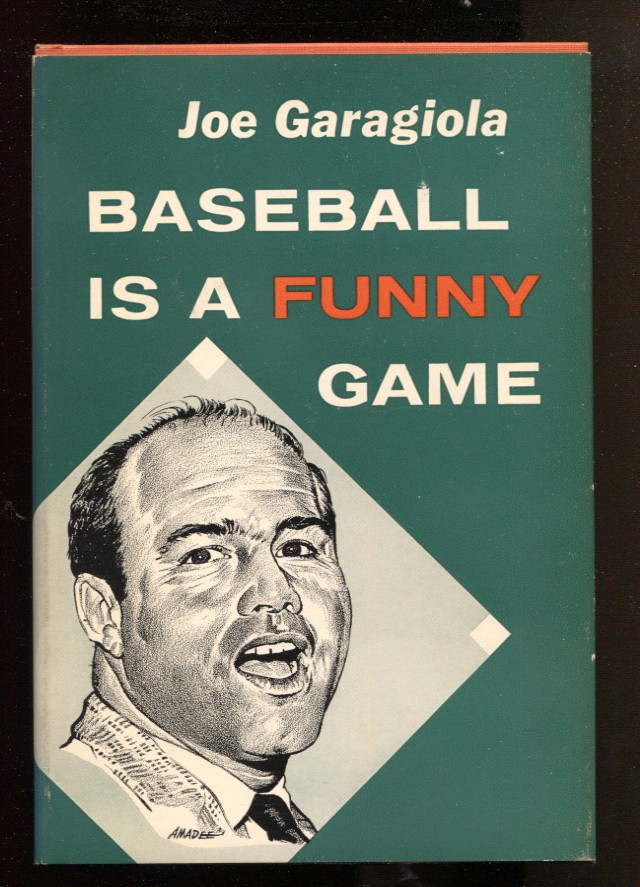 Joe Garagiola
BASEBALL
IS A FUNNY
GAME
AMADEE